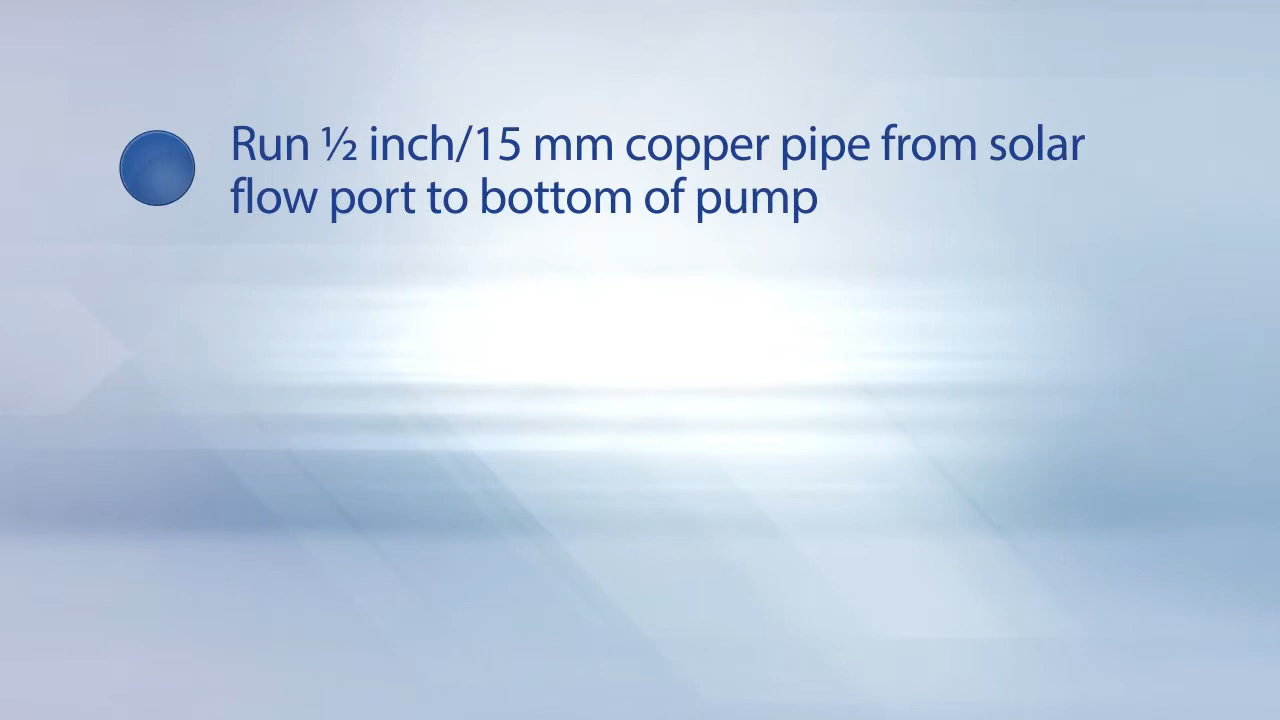 Run ½ inch/15 mm copper pipe from solar
flow port to bottom of pump